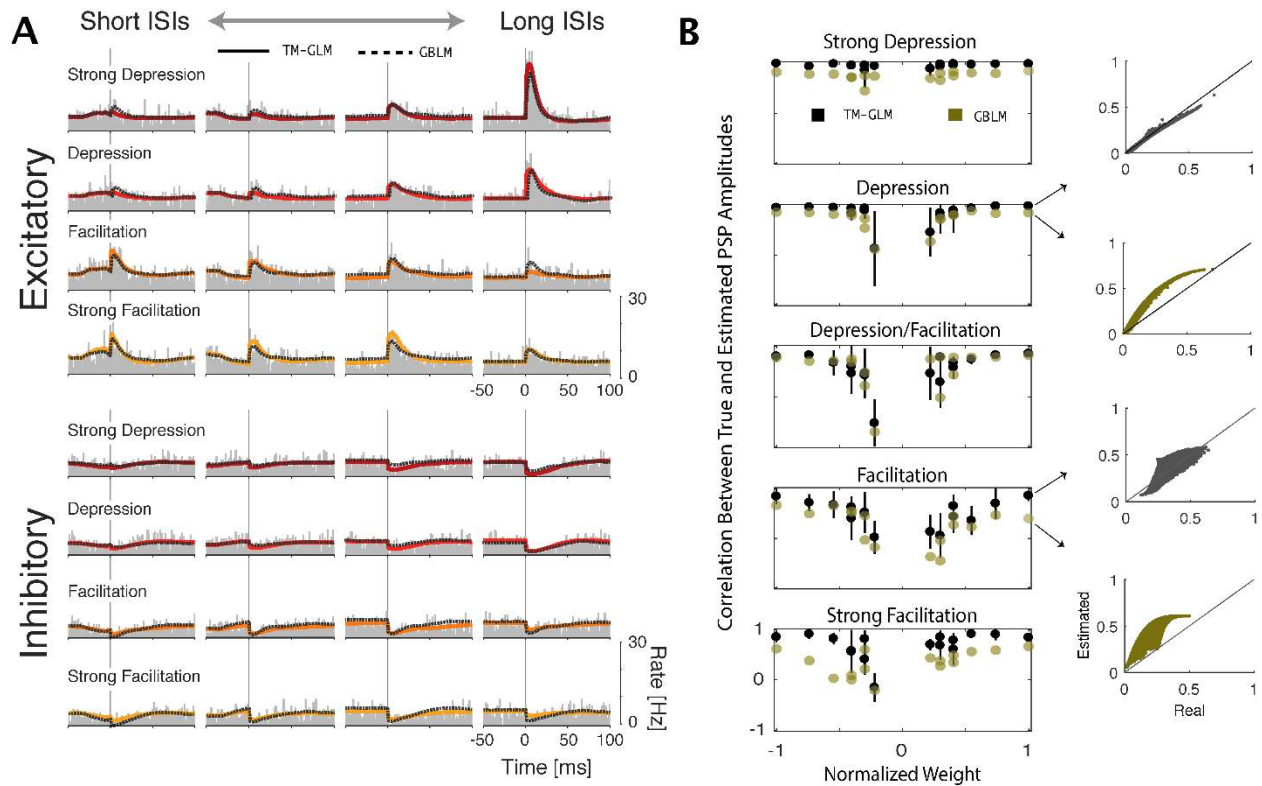 A
Short ISIs
Long ISIs
TM-GLM
GBLM
Excitatory
Strong Depression
Depression
Facilitation
Strong Facilitation
30
0
-50 0 100
-50 0 50 100
Inhibitory
Strong Depression
Depression
Facilitation
30
Strong Facilitation
Rate [Hz]
0
-50 0 50 100
Time [ms]
B
Correlation Between True and Estimated PSP Amplitudes
Strong Depression
TM-GLM
GBLM
Depression
Depression/Facilitation
Facilitation
Strong Facilitation
1
0
-1
-1 0 1
Normalized Weight
1
0.5
0
0 0.5 1
1
0.5
0
0 0.5 1
1
0.5
0
0 0.5 1
Estimated
1
0.5
0
0 0.5 1
Real